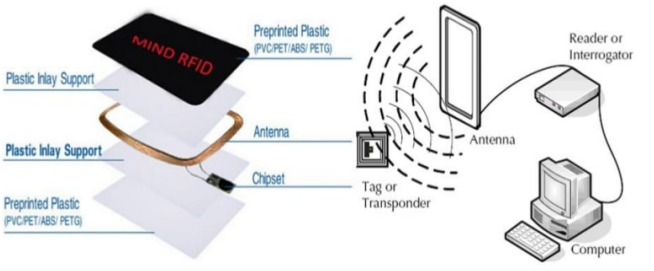 MIND RFID
Preprinted Plastic
(PVC/PET/ABS/ PETG)
Plastic Inlay Support
Antenna
Plastic Inlay Support
Chipset
Preprinted Plastic
(PVC/PET/ABS/ PETG)
Reader or
Interrogator
Antenna
Tag or
Transponder
Computer